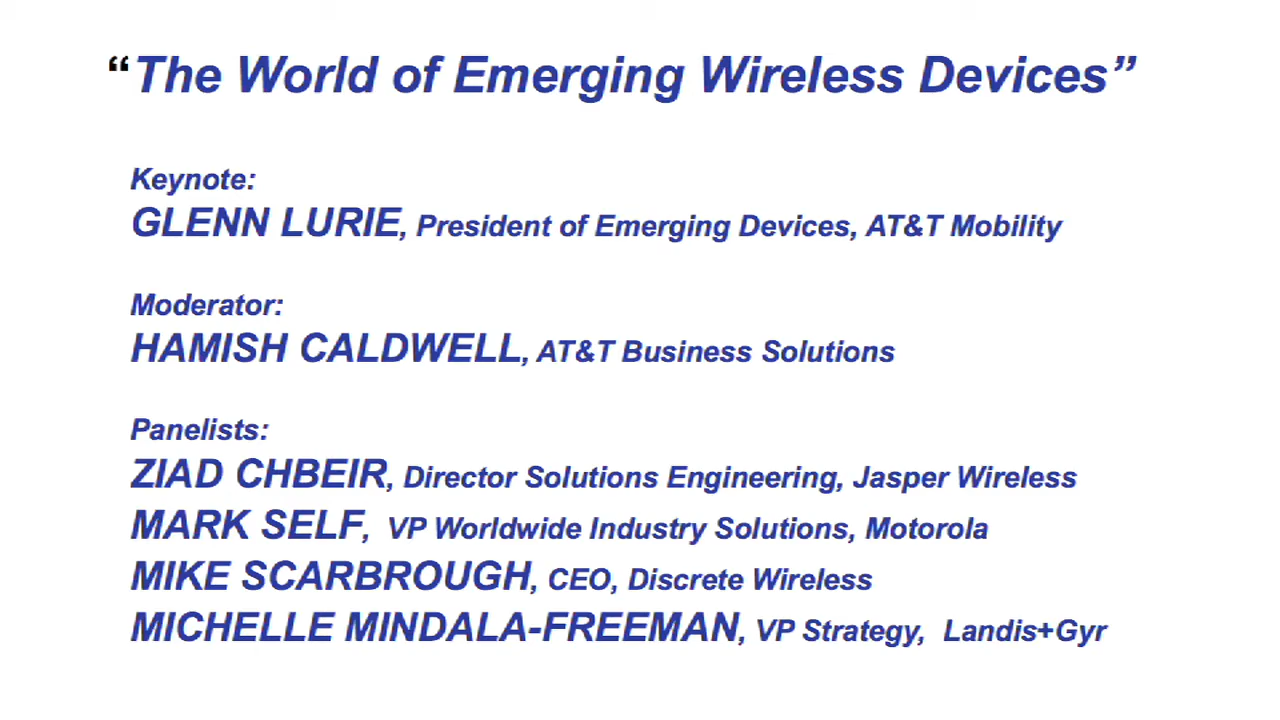 “The World of Emerging Wireless Devices”
Keynote:
GLENN LURIE, President of Emerging Devices, AT&T Mobility
Moderator:
HAMISH CALDWELL, AT&T Business Solutions
Panelists:
ZIAD CHBEIR, Director Solutions Engineering, Jasper Wireless
MARK SELF, VP Worldwide Industry Solutions, Motorola
MIKE SCARBROUGH, CEO, Discrete Wireless
MICHELLE MINDALA-FREEMAN, VP Strategy, Landis+Gyr